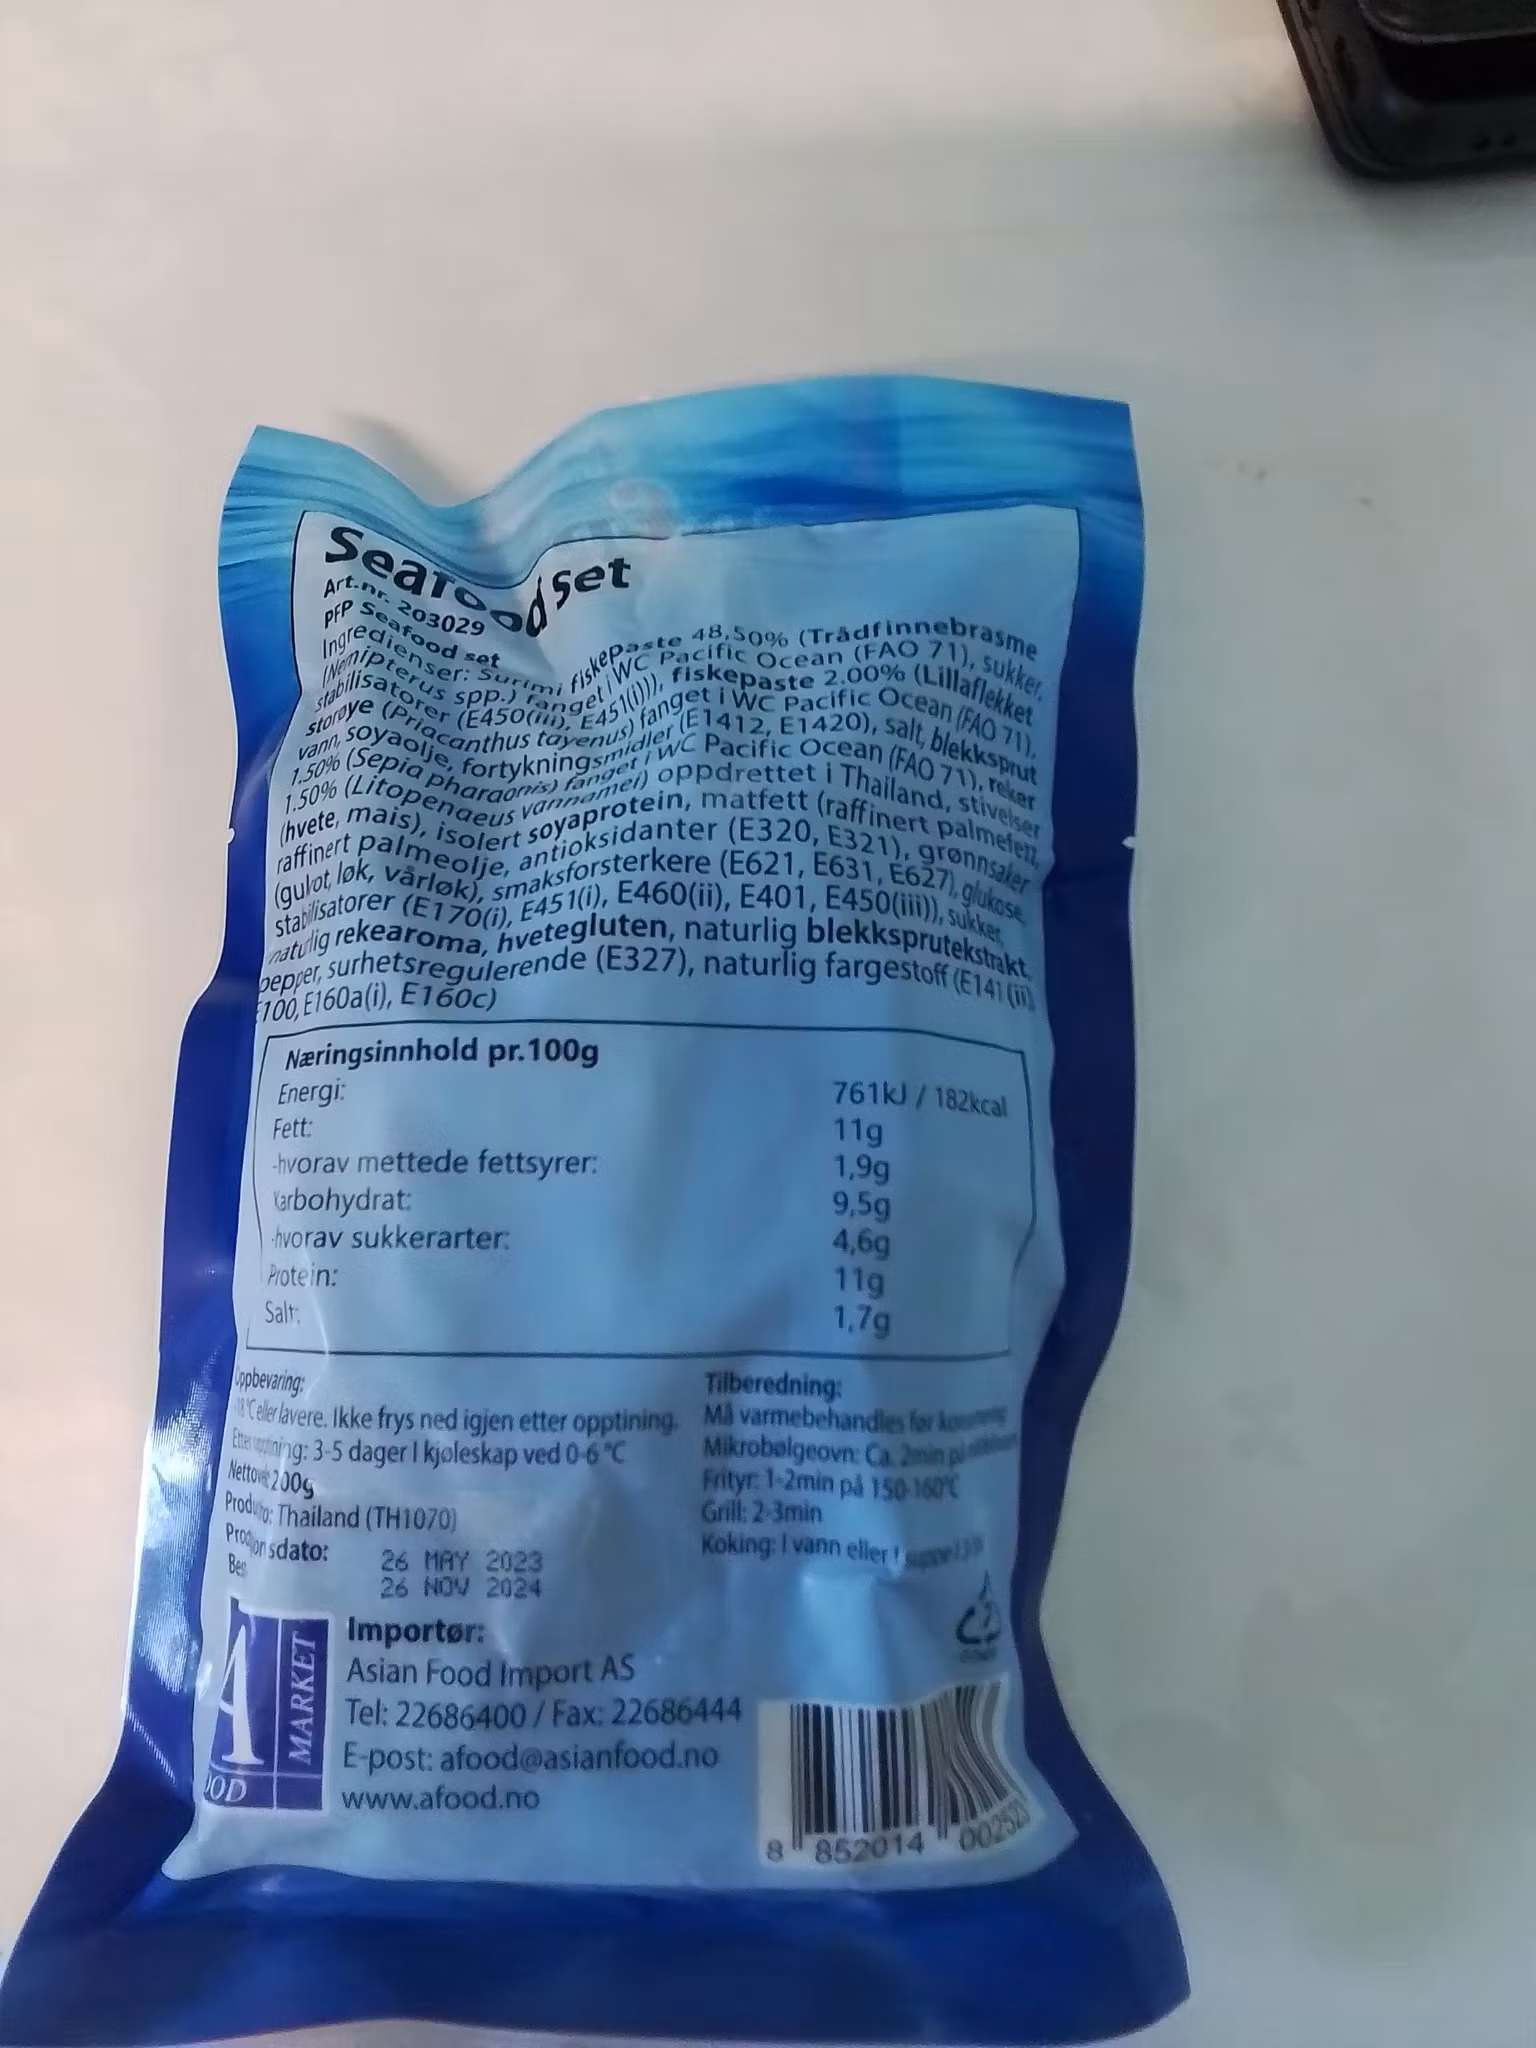 Seafood set
Art.nr. 203029
PFP Seafood set
Ingredienser: Surimi fiskepaste 48,50% (Trådfinnebrasme
(Nemipterus spp.) fanget i WC Pacific Ocean (FAO 71), sukker,
stabilisatorer (E450(iii), E451(i))), fiskepaste 2.00% (Lillaflekket
storøye (Priacanthus tayenus) fanget i WC Pacific Ocean (FAO 71),
vann, soyaolje, fortykningsmidler (E1412, E1420), salt, blekksprut
1.50% (Sepia pharaonis) fanget i WC Pacific Ocean (FAO 71), reker
1.50% (Litopenaeus vannamei) oppdrettet i Thailand, stivelser
(hvete, mais), isolert soyaprotein, matfett (raffinert palmefett,
raffinert palmeolje, antioksidanter (E320, E321), grønnsaker
(gulrot, løk, vårløk), smaksforsterkere (E621, E631, E627), glukose,
stabilisatorer (E170(i), E451(i), E460(ii), E401, E450(iii)), sukker,
naturlig rekearoma, hvetegluten, naturlig blekksprutekstrakt,
pepper, surhetsregulerende (E327), naturlig fargestoff (E141(ii),
E100, E160a(i), E160c)
Næringsinnhold pr.100g
Energi: 761kJ / 182kcal
Fett: 11g
-hvorav mettede fettsyrer: 1,9g
Karbohydrat: 9,5g
-hvorav sukkerarter: 4,6g
Protein: 11g
Salt: 1,7g
Oppbevaring:
-18°C eller lavere. Ikke frys ned igjen etter opptining.
Etter opptining: 3-5 dager I kjøleskap ved 0-6 °C
Nettovekt: 200g
Thailand (TH1070)
Produksjonsdato: 26 MAY 2023
Best 26 NOV 2024
Tilberedning:
Må varmebehandles før
Mikrobølgeovn: Ca. 2min på
Frityr: 1-2min på 150-160°C
Grill: 2-3min
Koking: I vann eller i
A
FOOD
MARKET
Importør:
Asian Food Import AS
Tel: 22686400 / Fax: 22686444
E-post: afood@asianfood.no
www.afood.no
8 852014